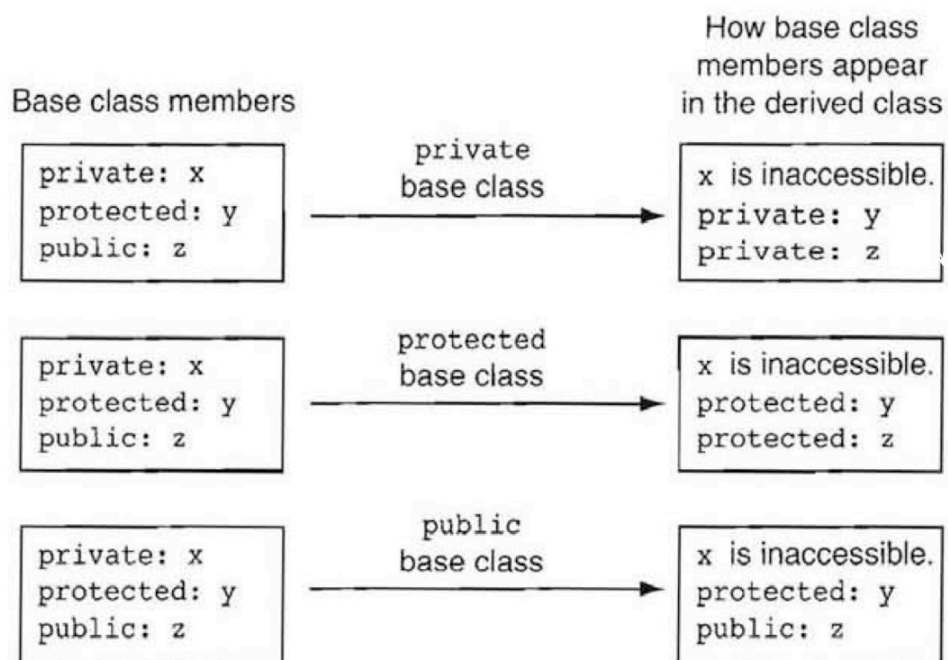 Base class members
How base class
members appear
in the derived class
private: x
protected: y
public: z
private
base class
x is inaccessible.
private: y
private: z
private: x
protected: y
public: z
protected
base class
x is inaccessible.
protected: y
protected: z
private: x
protected: y
public: z
public
base class
x is inaccessible.
protected: y
public: z